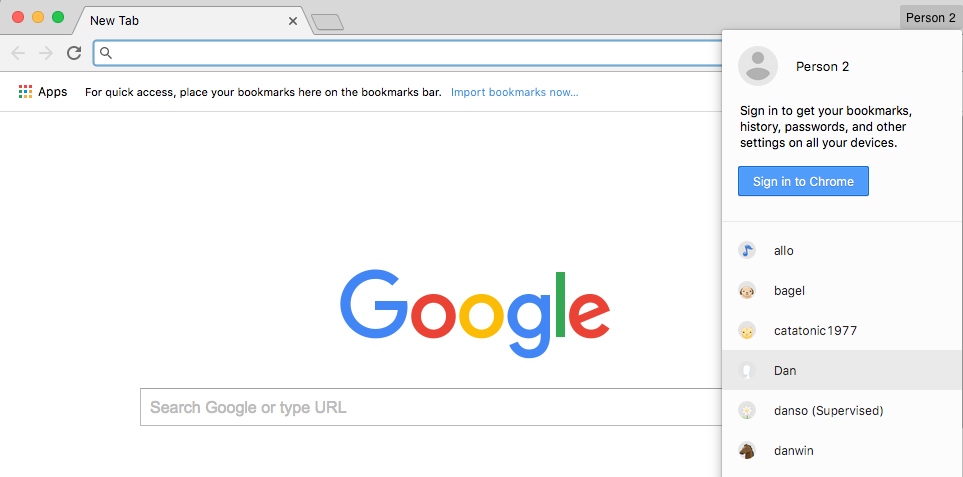 New Tab
Person 2
Apps
For quick access, place your bookmarks here on the bookmarks bar. Import bookmarks now...
Person 2
Sign in to get your bookmarks,
history, passwords, and other
settings on all your devices.
Sign in to Chrome
allo
bagel
catatonic1977
Dan
danso (Supervised)
danwin
Google
Search Google or type URL